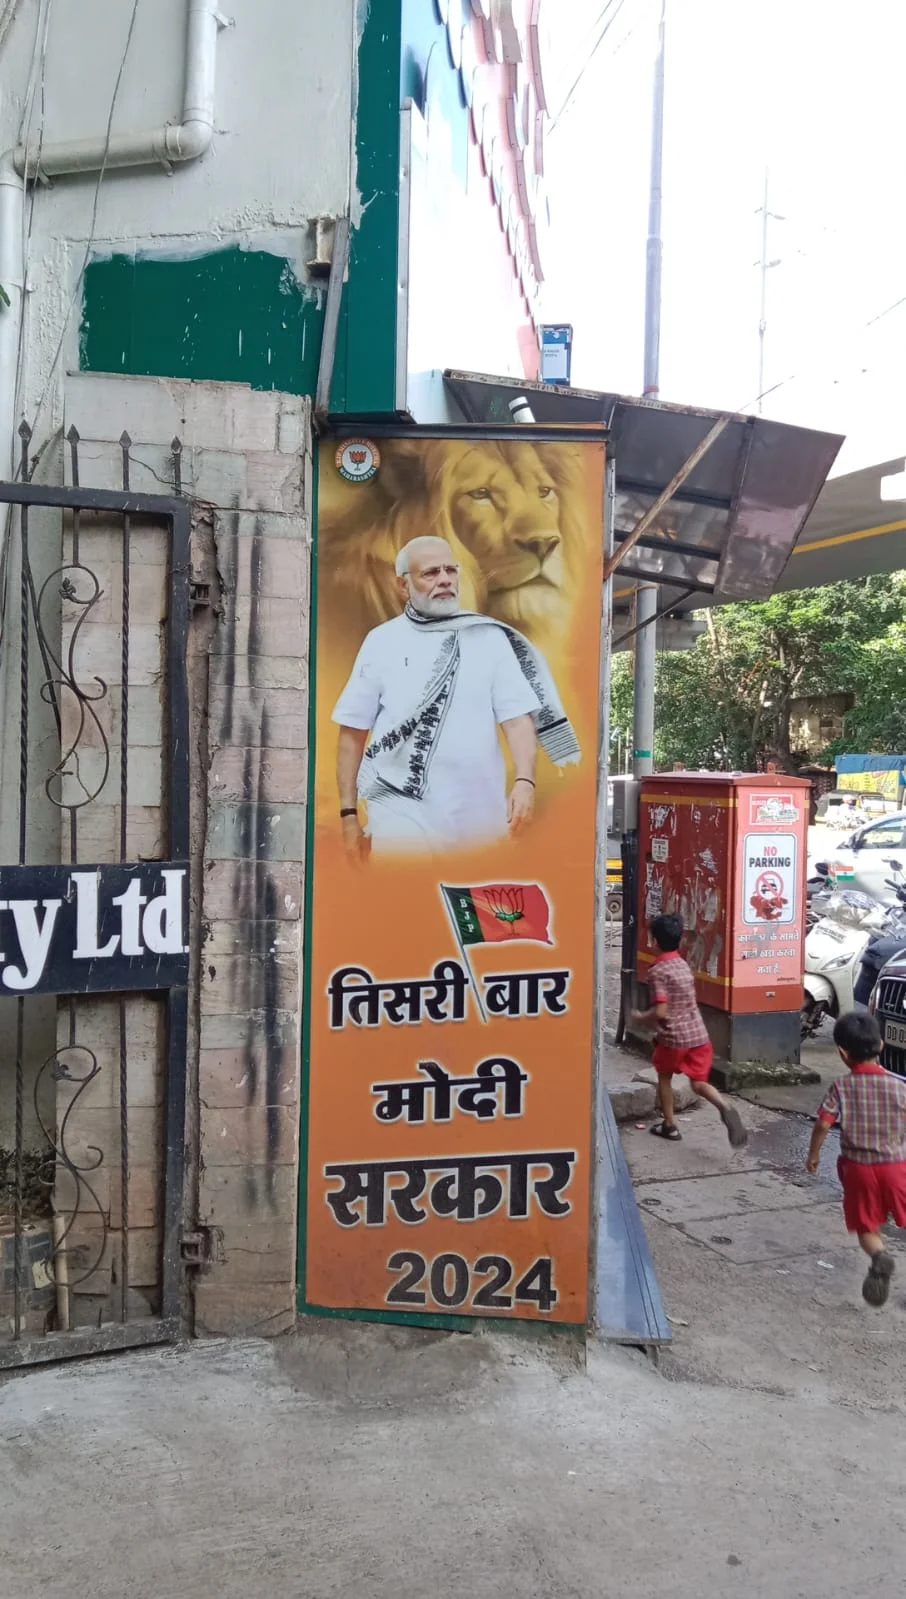 y Ltd.
BJP
तिसरी बार
मोदी
सरकार
2024
NO
PARKING